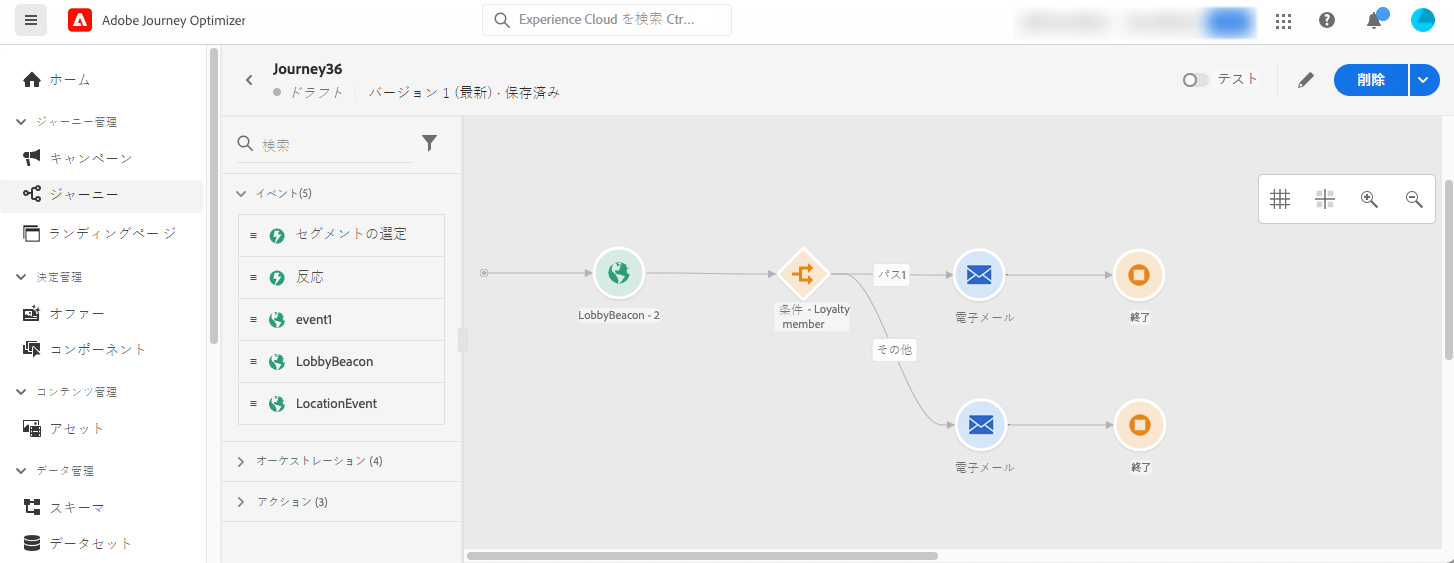 Adobe Journey Optimizer
Experience Cloud を検索 Ctr...
ホーム
ジャーニー管理
キャンペーン
ジャーニー
ランディングページ
決定管理
オファー
コンポーネント
コンテンツ管理
アセット
データ管理
スキーマ
データセット
Journey36
ドラフト
バージョン 1 (最新)・保存済み
テスト
削除
検索
イベント(5)
セグメントの選定
反応
event1
LobbyBeacon
LocationEvent
オーケストレーション (4)
アクション (3)
LobbyBeacon - 2
条件 - Loyalty
member
パス1
その他
電子メール
終了
電子メール
終了